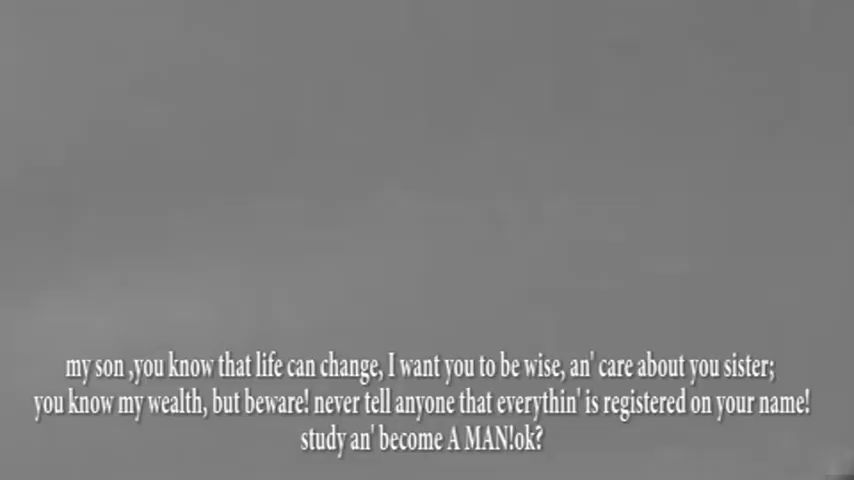 my son ,you know that life can change, I want you to be wise, an' care about you sister;
you know my wealth, but beware! never tell anyone that everythin' is registered on your name!
study an' become A MAN!ok?